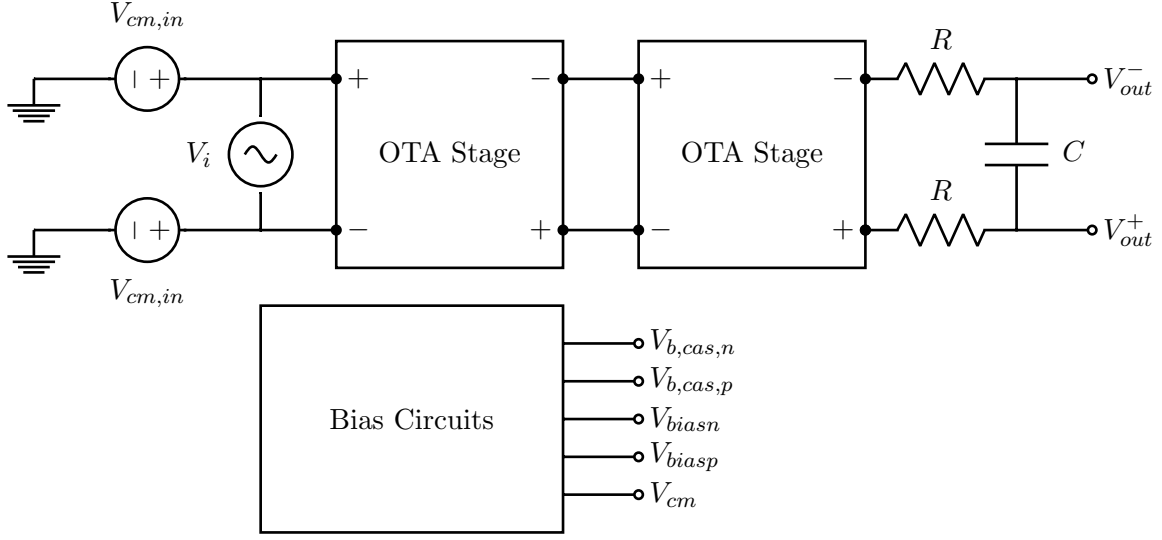 V_{cm,in}
R
+ − + − + − V_{out}^{-}
V_i OTA Stage OTA Stage C
R
+ − + − + V_{out}^{+}
V_{cm,in}
V_{b,cas,n}
V_{b,cas,p}
Bias Circuits V_{biasn}
V_{biasp}
V_{cm}